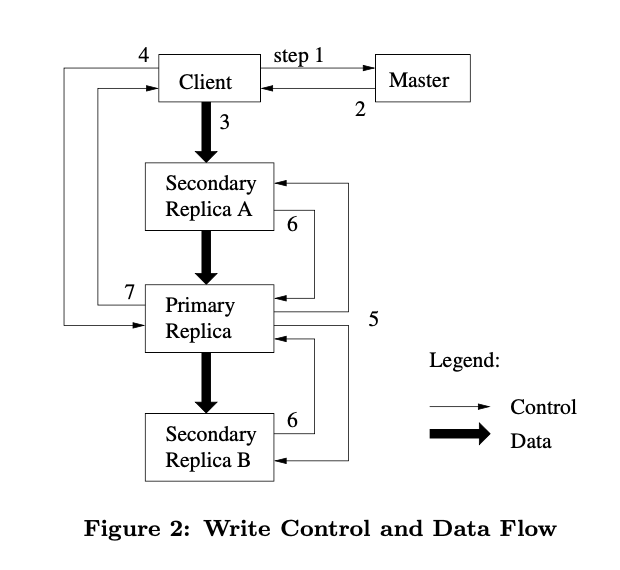 4
step 1
Client
Master
2
3
Secondary
Replica A
6
7
Primary
Replica
5
Legend:
Control
6
Secondary
Replica B
Data
Figure 2: Write Control and Data Flow